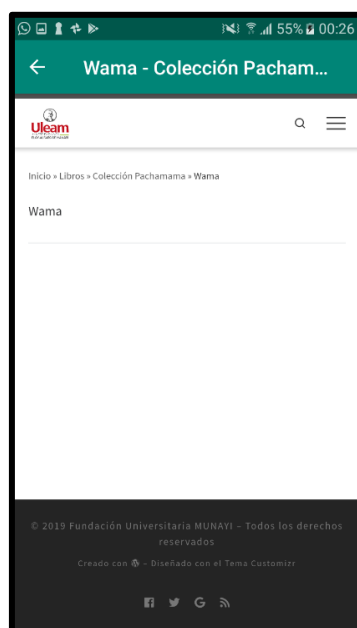 55% 00:26
Wama - Colección Pacham...
Uleam
Inicio » Libros » Colección Pachamama » Wama
Wama
© 2019 Fundación Universitaria MUNAYI – Todos los derechos
reservados
Creado con – Diseñado con el Tema Customizr